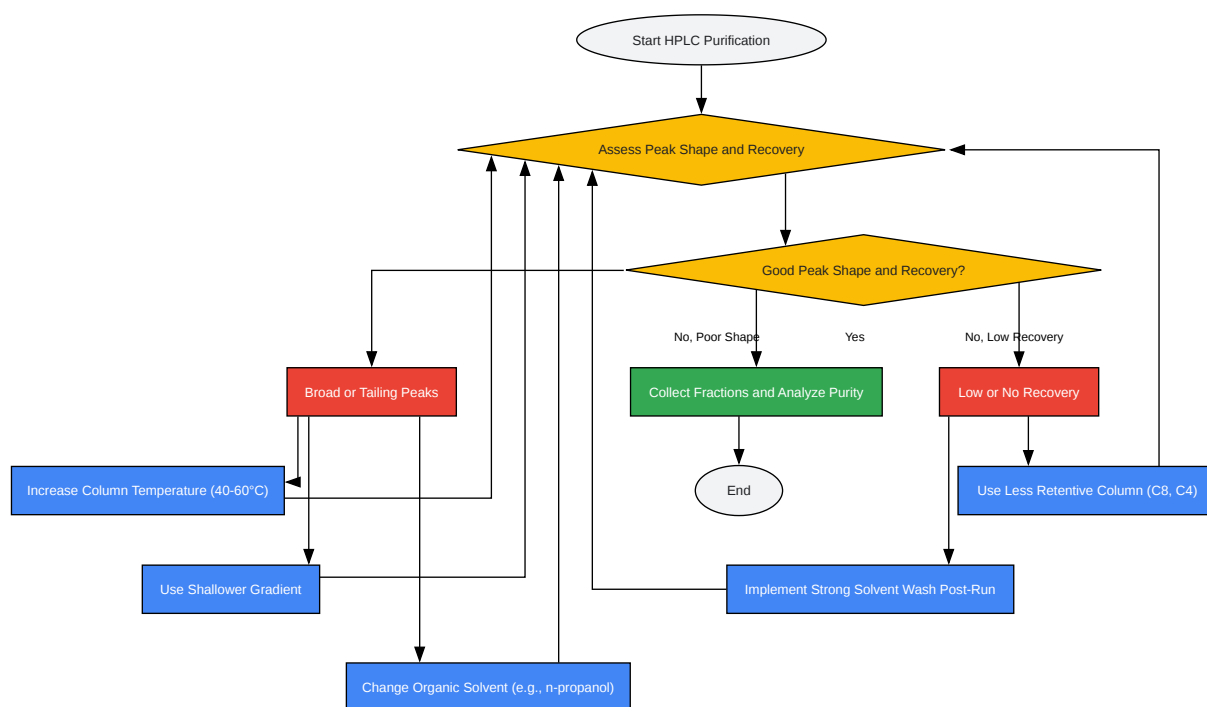 Start HPLC Purification
Assess Peak Shape and Recovery
Good Peak Shape and Recovery?
No, Poor Shape
Yes
No, Low Recovery
Broad or Tailing Peaks
Collect Fractions and Analyze Purity
Low or No Recovery
Increase Column Temperature (40-60°C)
End
Use Less Retentive Column (C8, C4)
Use Shallower Gradient
Implement Strong Solvent Wash Post-Run
Change Organic Solvent (e.g., n-propanol)